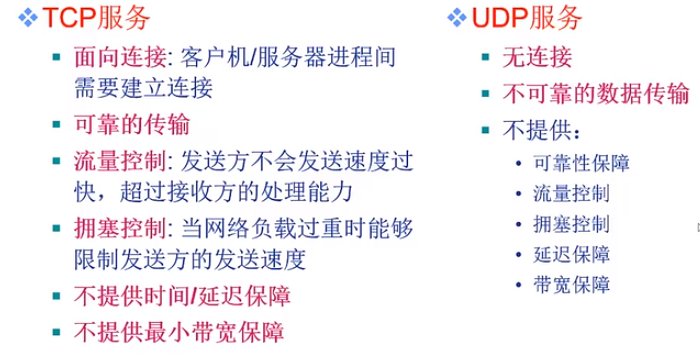 TCP服务
面向连接: 客户机/服务器进程间
需要建立连接
可靠的传输
流量控制: 发送方不会发送速度过
快，超过接收方的处理能力
拥塞控制: 当网络负载过重时能够
限制发送方的发送速度
不提供时间/延迟保障
不提供最小带宽保障
UDP服务
无连接
不可靠的数据传输
不提供：
可靠性保障
流量控制
拥塞控制
延迟保障
带宽保障